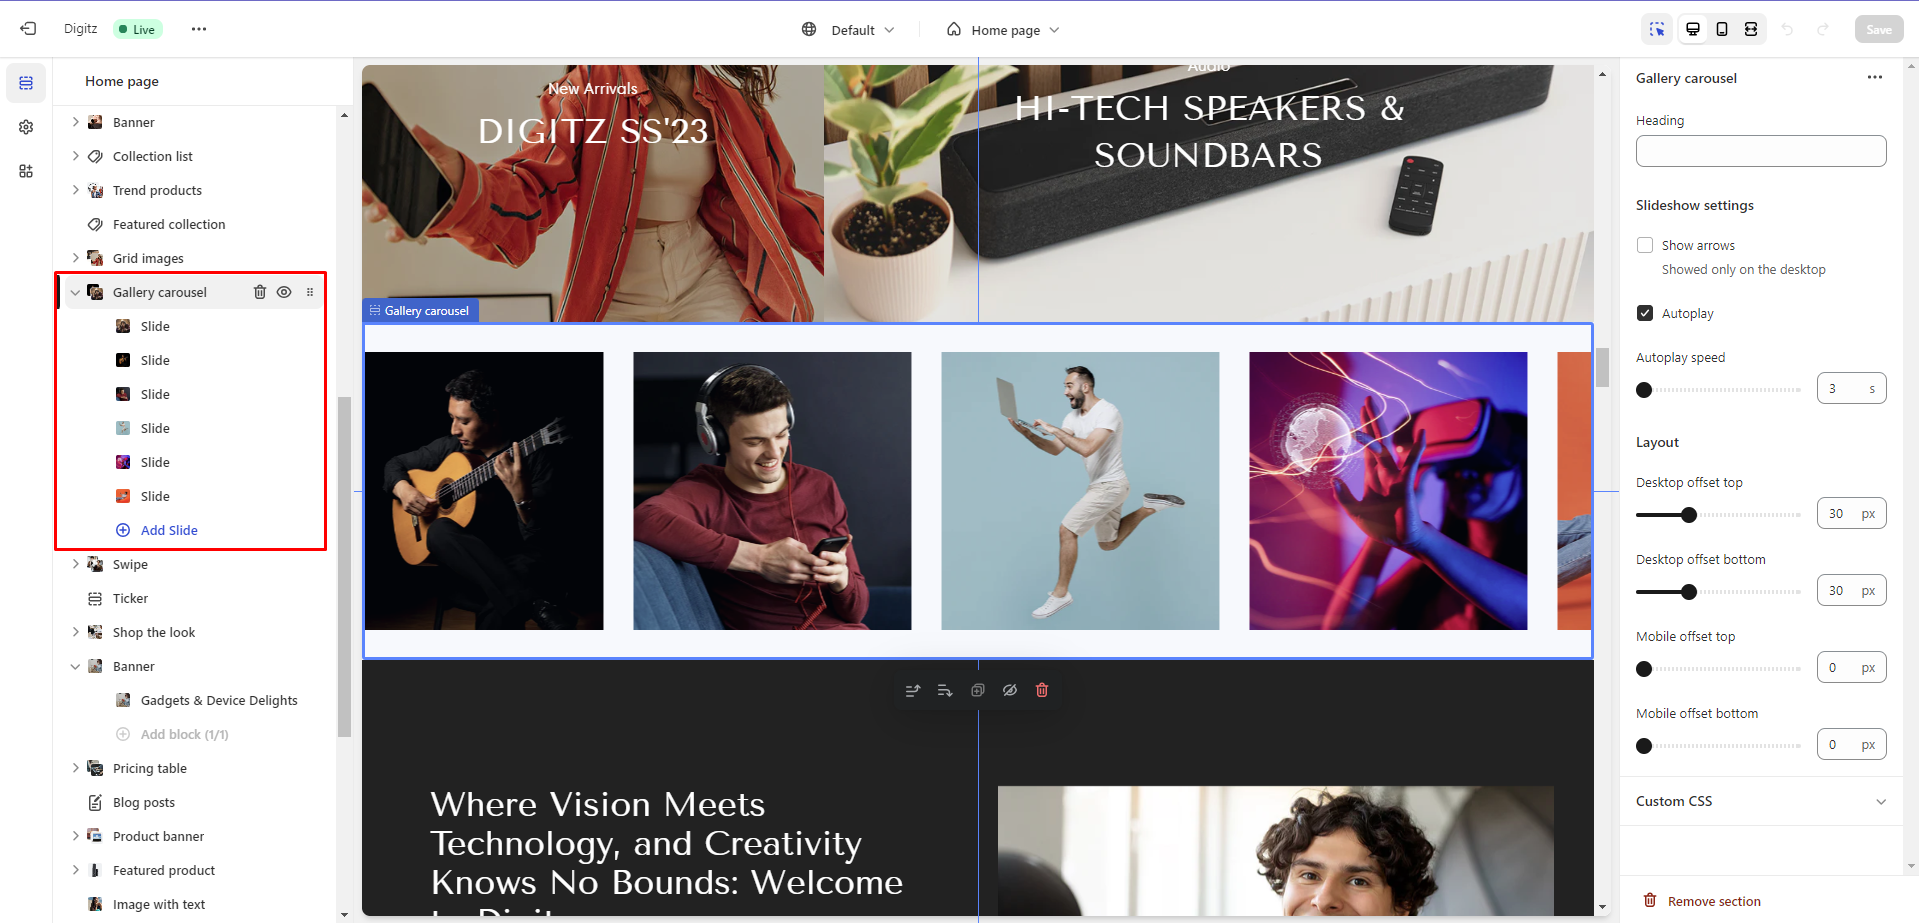 Digitz
Live
Default
Home page
Save
Home page
Banner
Collection list
Trend products
Featured collection
Grid images
Gallery carousel
Slide
Slide
Slide
Slide
Slide
Slide
Add Slide
Swipe
Ticker
Shop the look
Banner
Gadgets & Device Delights
Add block (1/1)
Pricing table
Blog posts
Product banner
Featured product
Image with text
New Arrivals
DIGITZ SS'23
Audio
HI-TECH SPEAKERS &
SOUNDBARS
Gallery carousel
Where Vision Meets
Technology, and Creativity
Knows No Bounds: Welcome
Gallery carousel
Heading
Slideshow settings
Show arrows
Showed only on the desktop
Autoplay
Autoplay speed
3 s
Layout
Desktop offset top
30 px
Desktop offset bottom
30 px
Mobile offset top
0 px
Mobile offset bottom
0 px
Custom CSS
Remove section